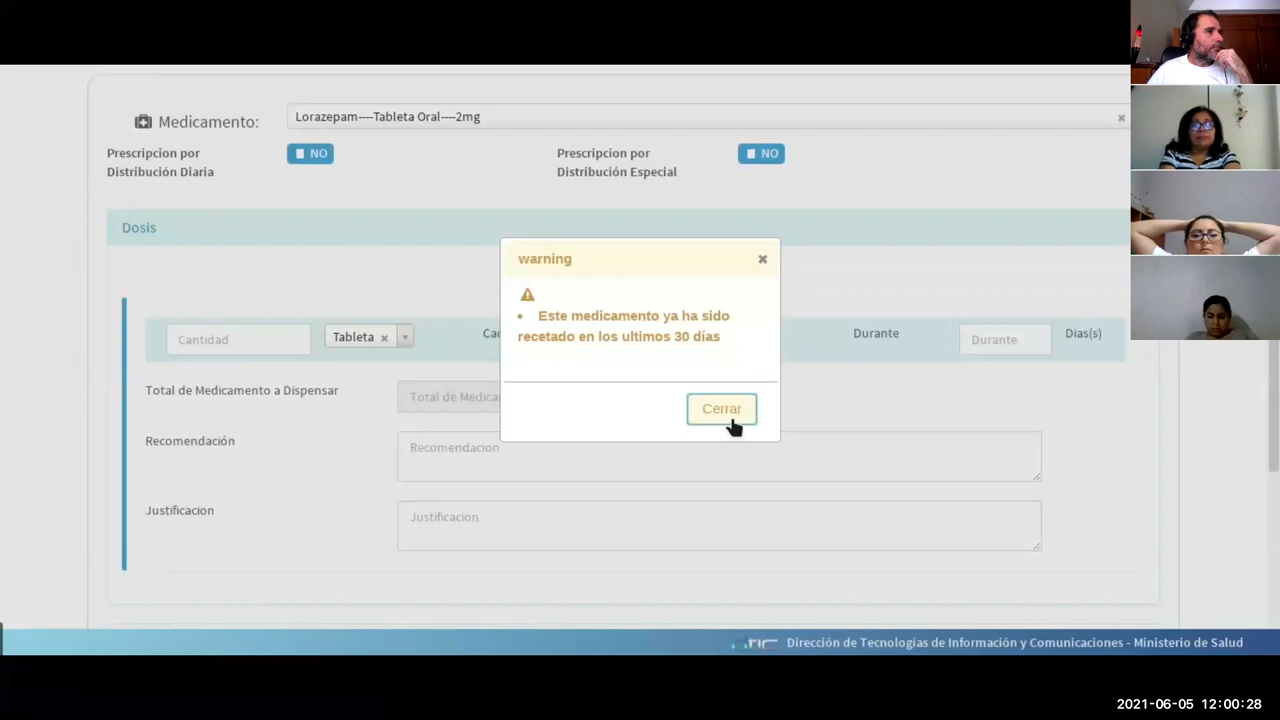 Medicamento:
Lorazepam----Tableta Oral----2mg
Prescripcion por
Distribución Diaria
NO
Prescripcion por
Distribución Especial
NO
Dosis
warning
Este medicamento ya ha sido
recetado en los ultimos 30 días
Cerrar
Cantidad
Tableta
Durante
Durante
Dias(s)
Total de Medicamento a Dispensar
Recomendación
Recomendacion
Justificacion
Justificacion
Dirección de Tecnologías de Información y Comunicaciones - Ministerio de Salud
2021-06-05 12:00:28